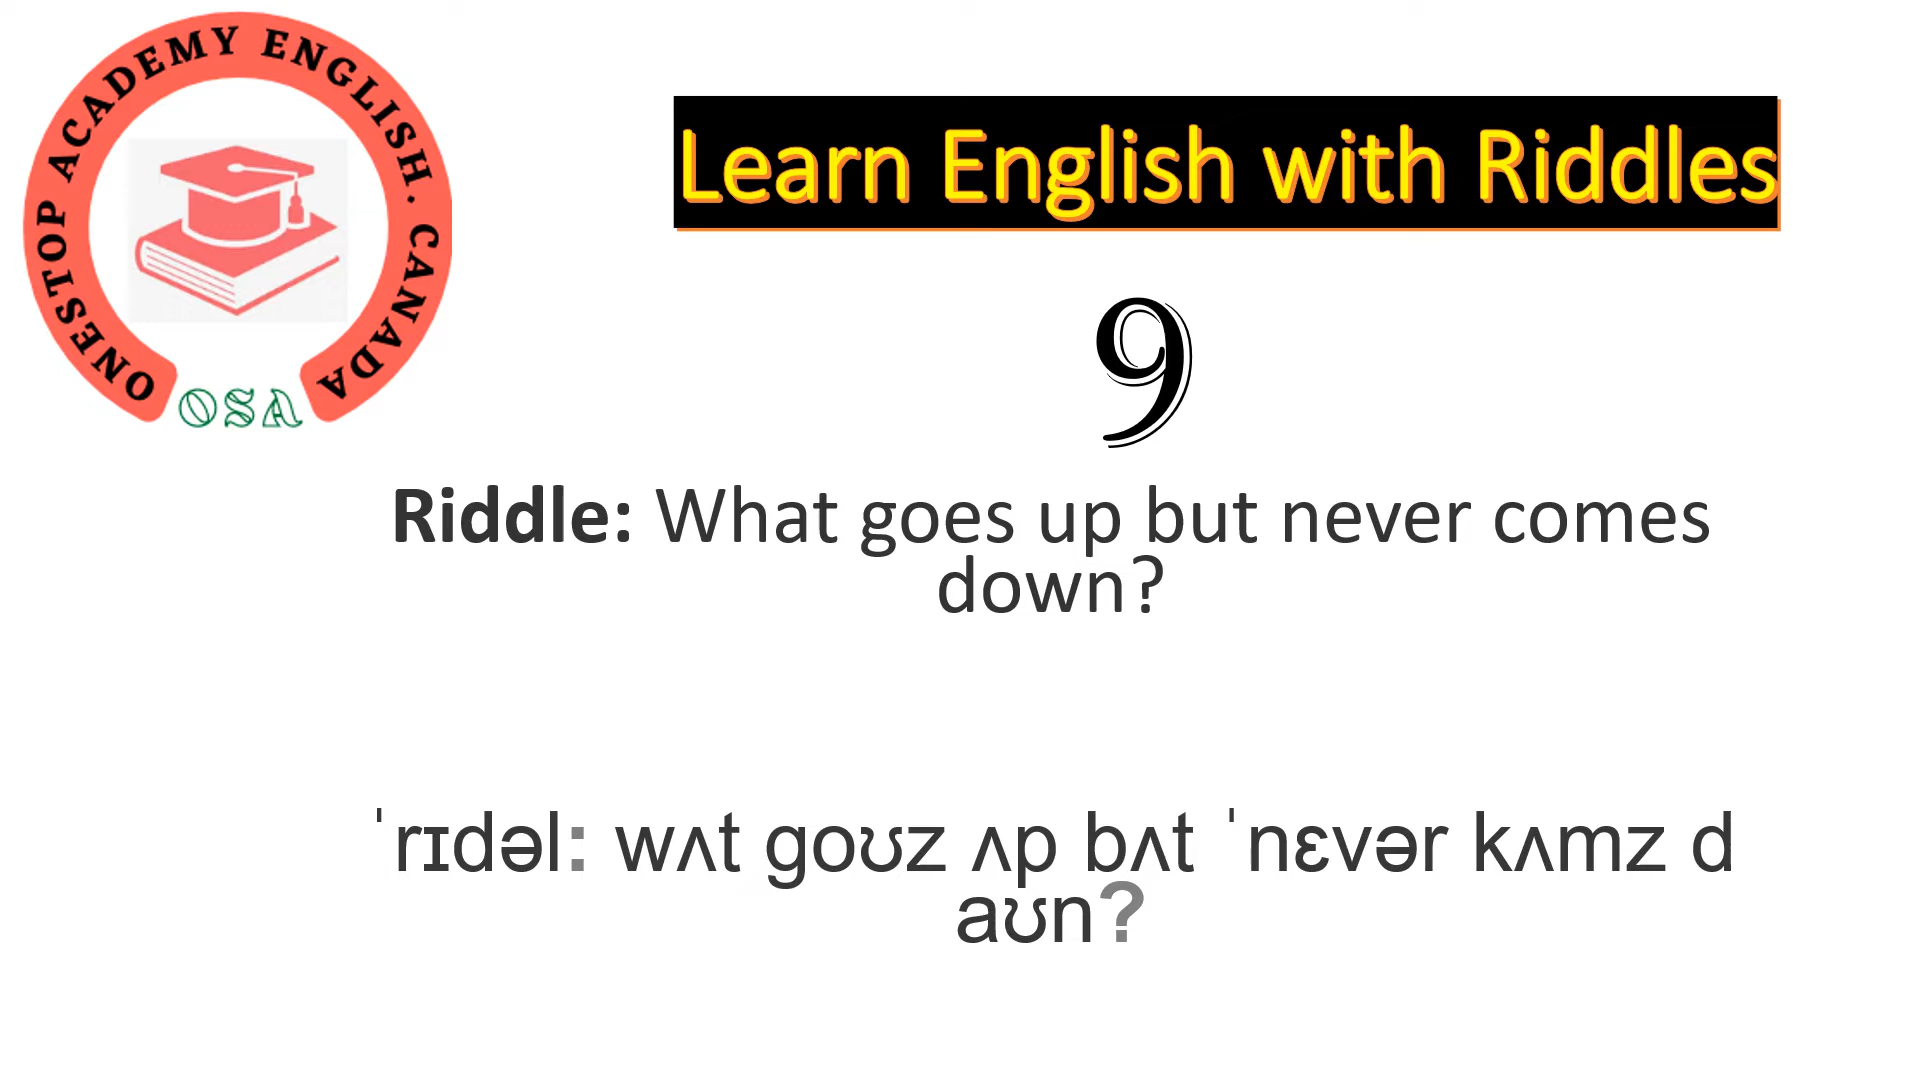 ONESTOP ACADEMY ENGLISH. CANADA
OSA
Learn English with Riddles
9
Riddle: What goes up but never comes
down?
ˈrɪdəl: wʌt goʊz ʌp bʌt ˈnɛvər kʌmz d
aʊn?